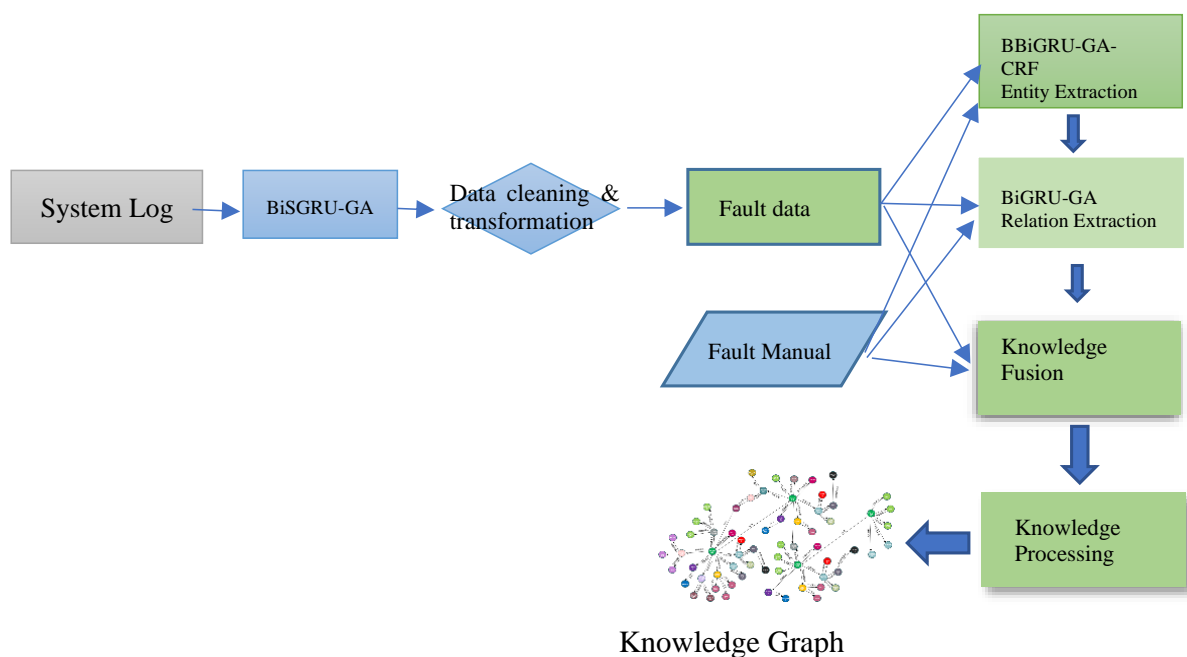 BBiGRU-GA-
CRF
Entity Extraction
System Log
BiSGRU-GA
Data cleaning &
transformation
Fault data
BiGRU-GA
Relation Extraction
Fault Manual
Knowledge
Fusion
Knowledge
Processing
Knowledge Graph